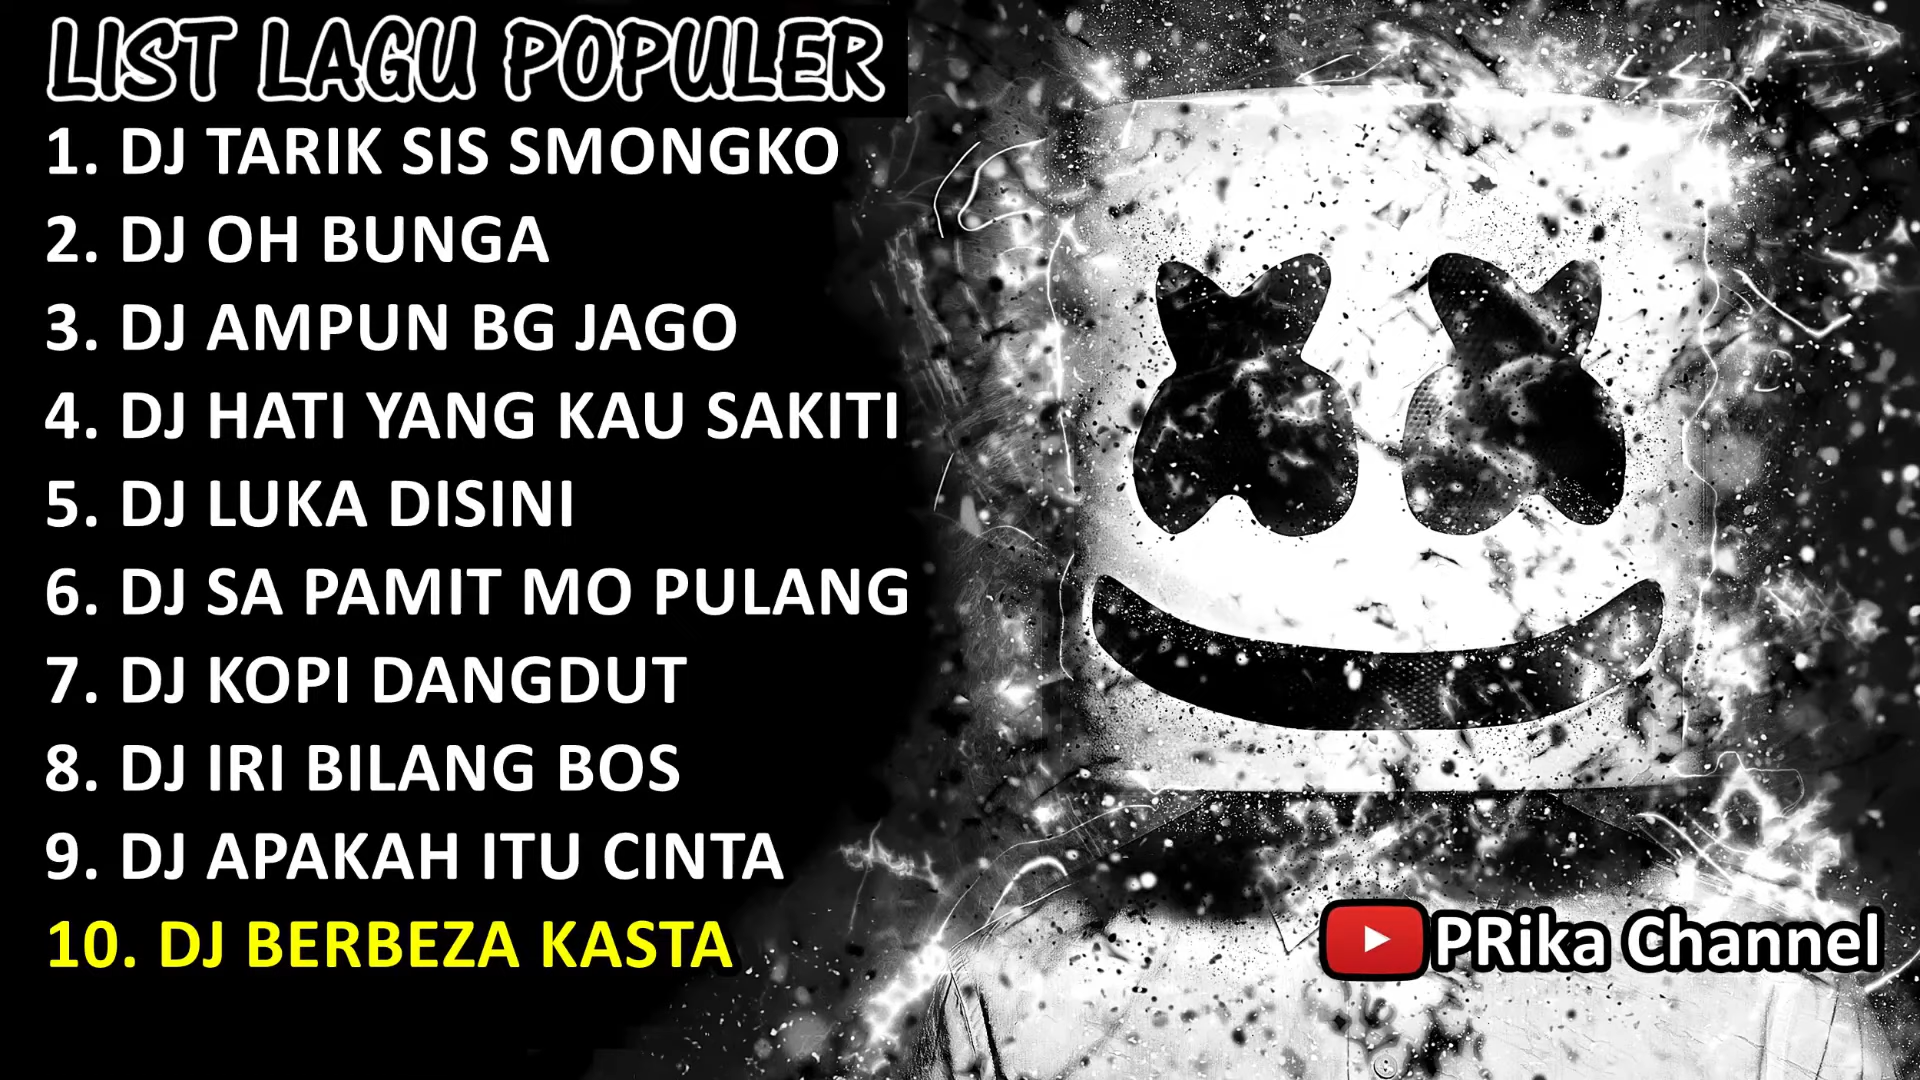 LIST LAGU POPULER
1. DJ TARIK SIS SMONGKO
2. DJ OH BUNGA
3. DJ AMPUN BG JAGO
4. DJ HATI YANG KAU SAKITI
5. DJ LUKA DISINI
6. DJ SA PAMIT MO PULANG
7. DJ KOPI DANGDUT
8. DJ IRI BILANG BOS
9. DJ APAKAH ITU CINTA
10. DJ BERBEZA KASTA
PRika Channel